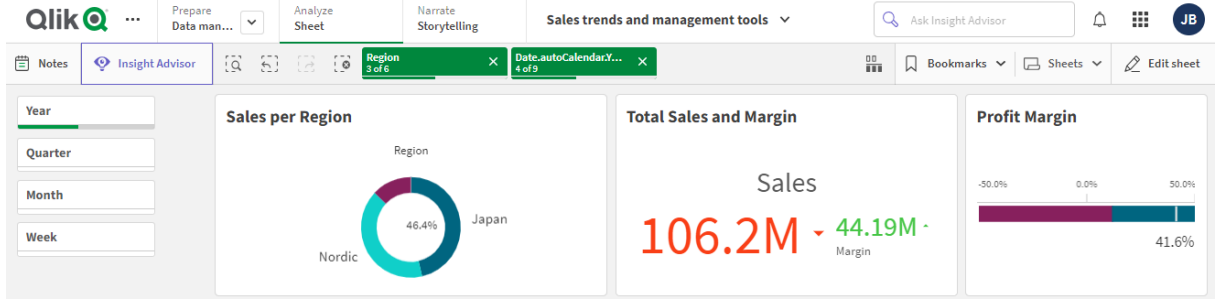 Qlik
...
Prepare
Data man...
Analyze
Sheet
Narrate
Storytelling
Sales trends and management tools
Ask Insight Advisor
JB
Notes
Insight Advisor
Region
3 of 6
Date.autoCalendar.Y...
4 of 9
Bookmarks
Sheets
Edit sheet
Year
Quarter
Month
Week
Sales per Region
Region
46.4%
Japan
Nordic
Total Sales and Margin
Sales
106.2M
44.19M
Margin
Profit Margin
-50.0% 0.0% 50.0%
41.6%